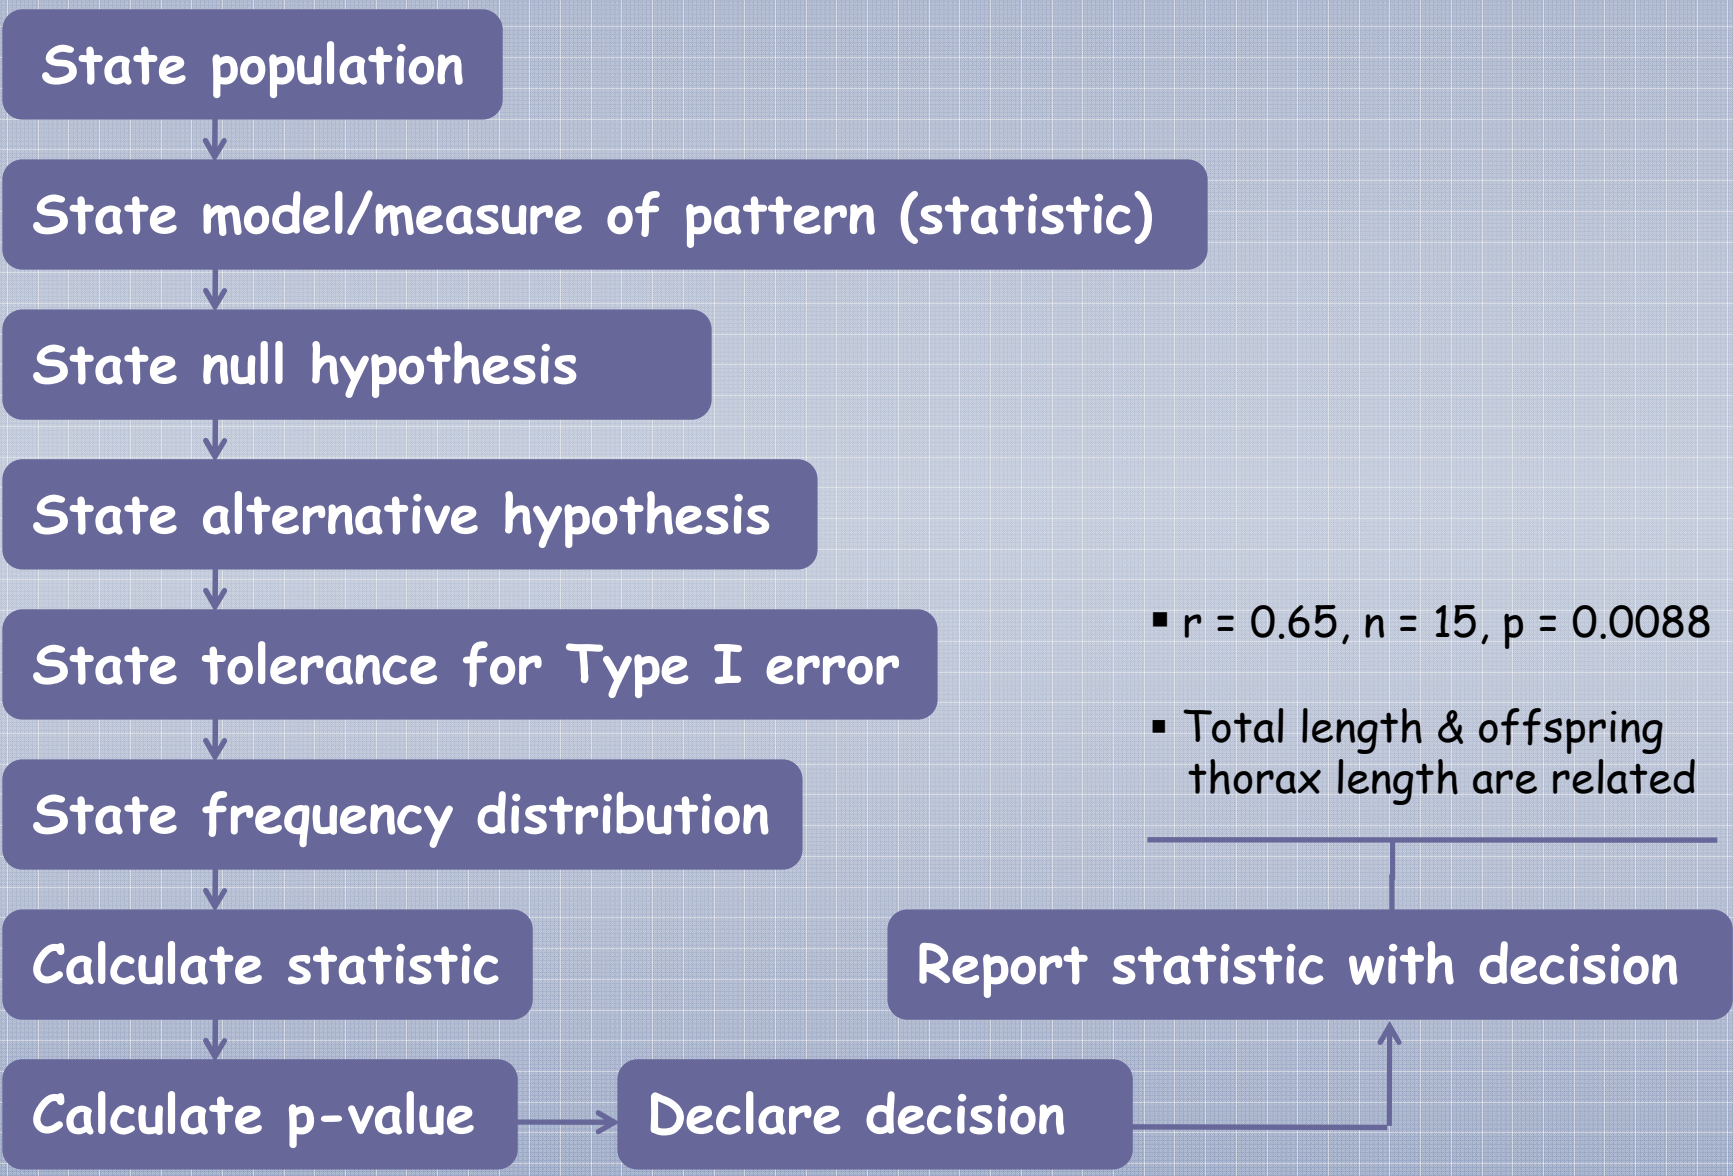 State population
State model/measure of pattern (statistic)
State null hypothesis
State alternative hypothesis
State tolerance for Type I error
State frequency distribution
Calculate statistic
Calculate p-value
Declare decision
Report statistic with decision
▪ r = 0.65, n = 15, p = 0.0088
▪ Total length & offspring
thorax length are related